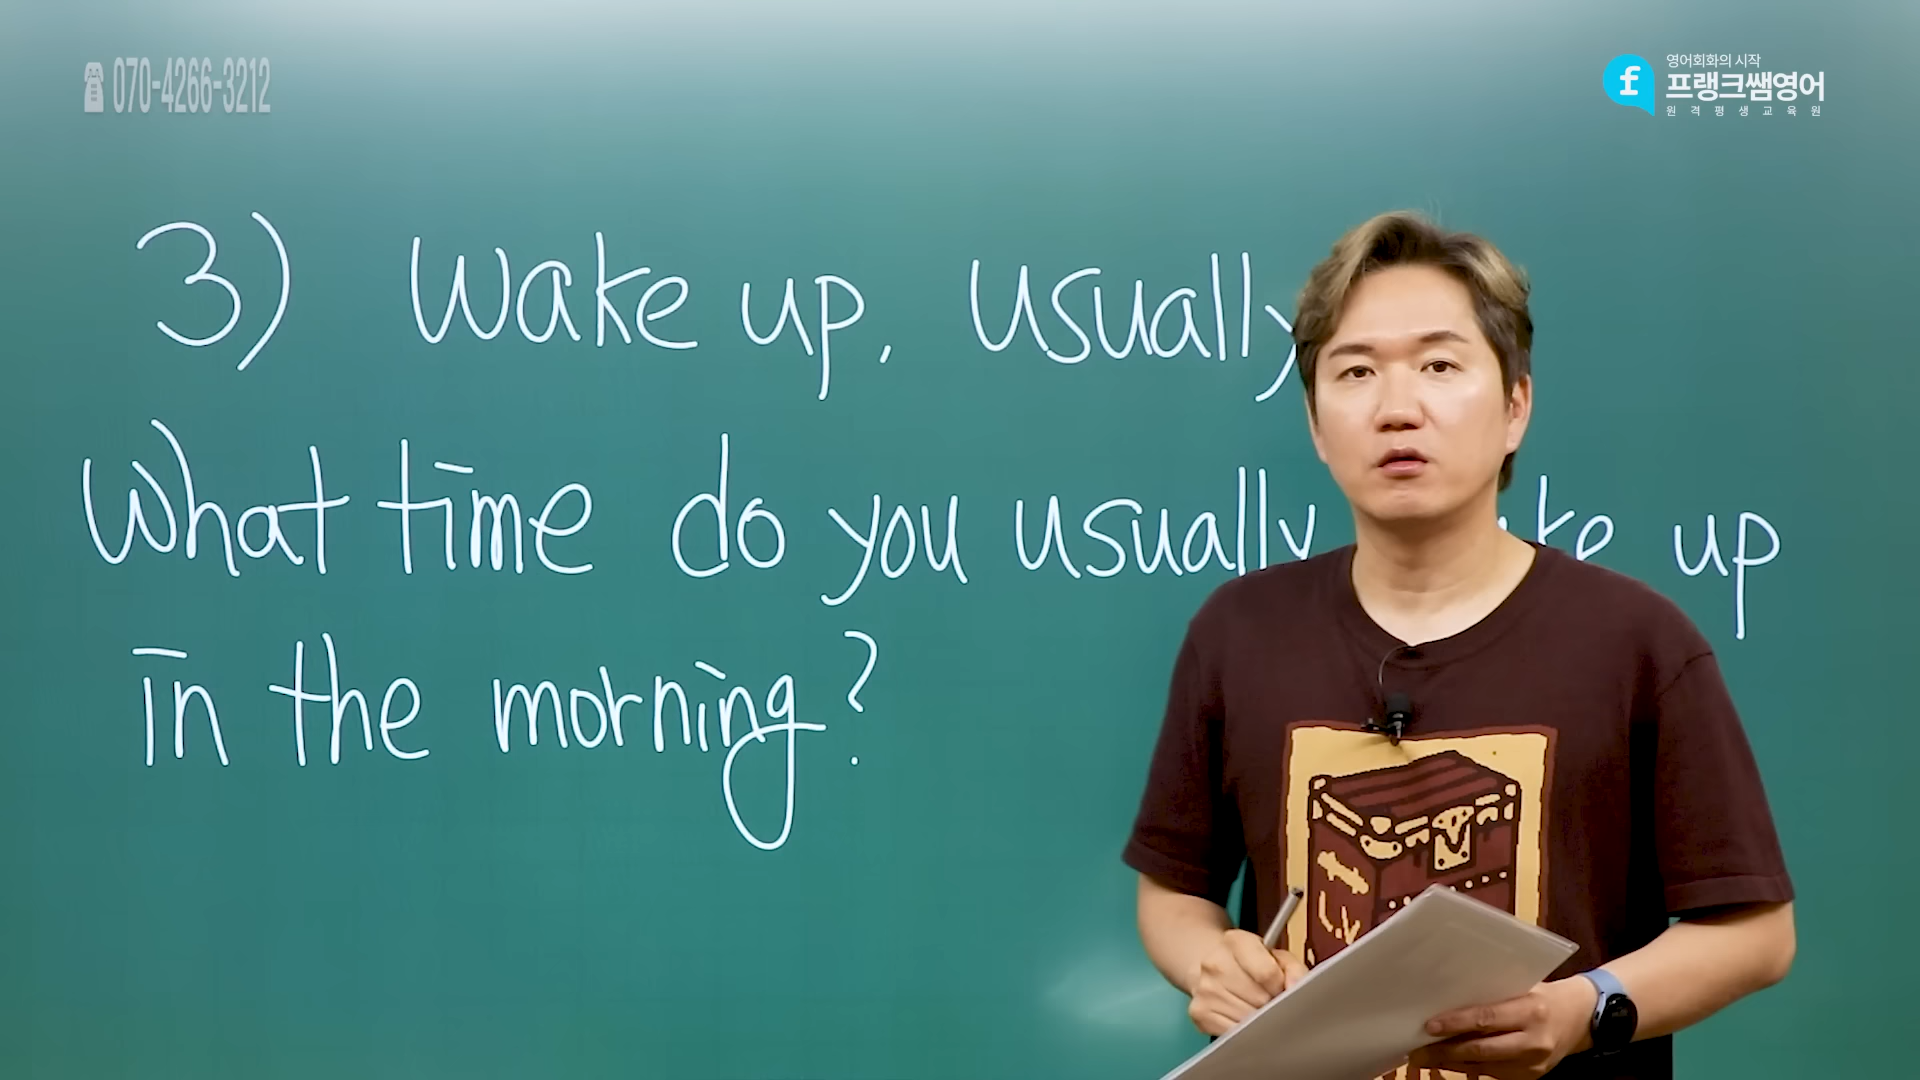 070-4266-3212
영어회화의 시작
프랭크쌤영어
원격평생교육원
3) Wake up, usually
What time do you usually up
in the morning?
L.V